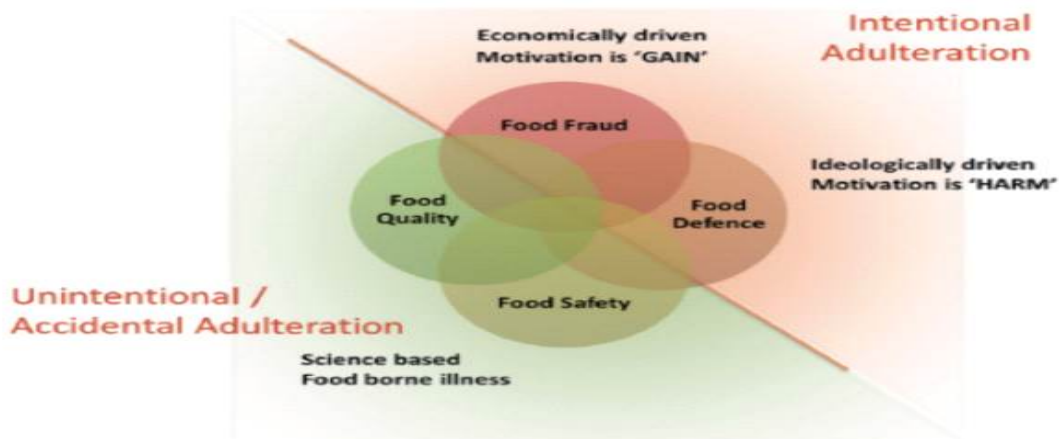 Intentional
Adulteration
Economically driven
Motivation is ‘GAIN’
Food Fraud
Ideologically driven
Motivation is ‘HARM’
Food
Quality
Food
Defence
Food Safety
Unintentional /
Accidental Adulteration
Science based
Food borne illness